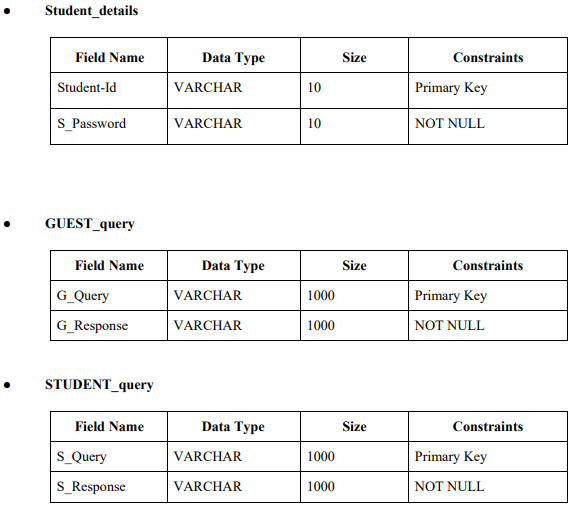 ● Student_details
Field Name Data Type Size Constraints
Student-Id VARCHAR 10 Primary Key
S_Password VARCHAR 10 NOT NULL
● GUEST_query
Field Name Data Type Size Constraints
G_Query VARCHAR 1000 Primary Key
G_Response VARCHAR 1000 NOT NULL
● STUDENT_query
Field Name Data Type Size Constraints
S_Query VARCHAR 1000 Primary Key
S_Response VARCHAR 1000 NOT NULL